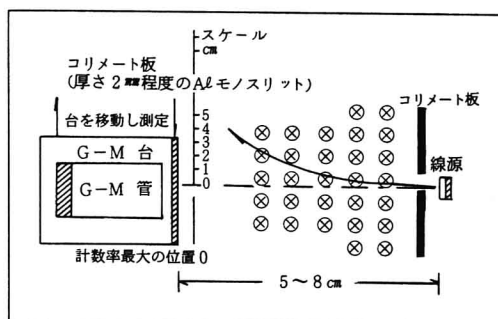 スケール
cm
コリメート板
(厚さ2mm程度のAlモノスリット)
台を移動し測定
G-M 台
G-M 管
計数率最大の位置0
5
4
3
2
1
0
コリメート板
線源
5~8cm